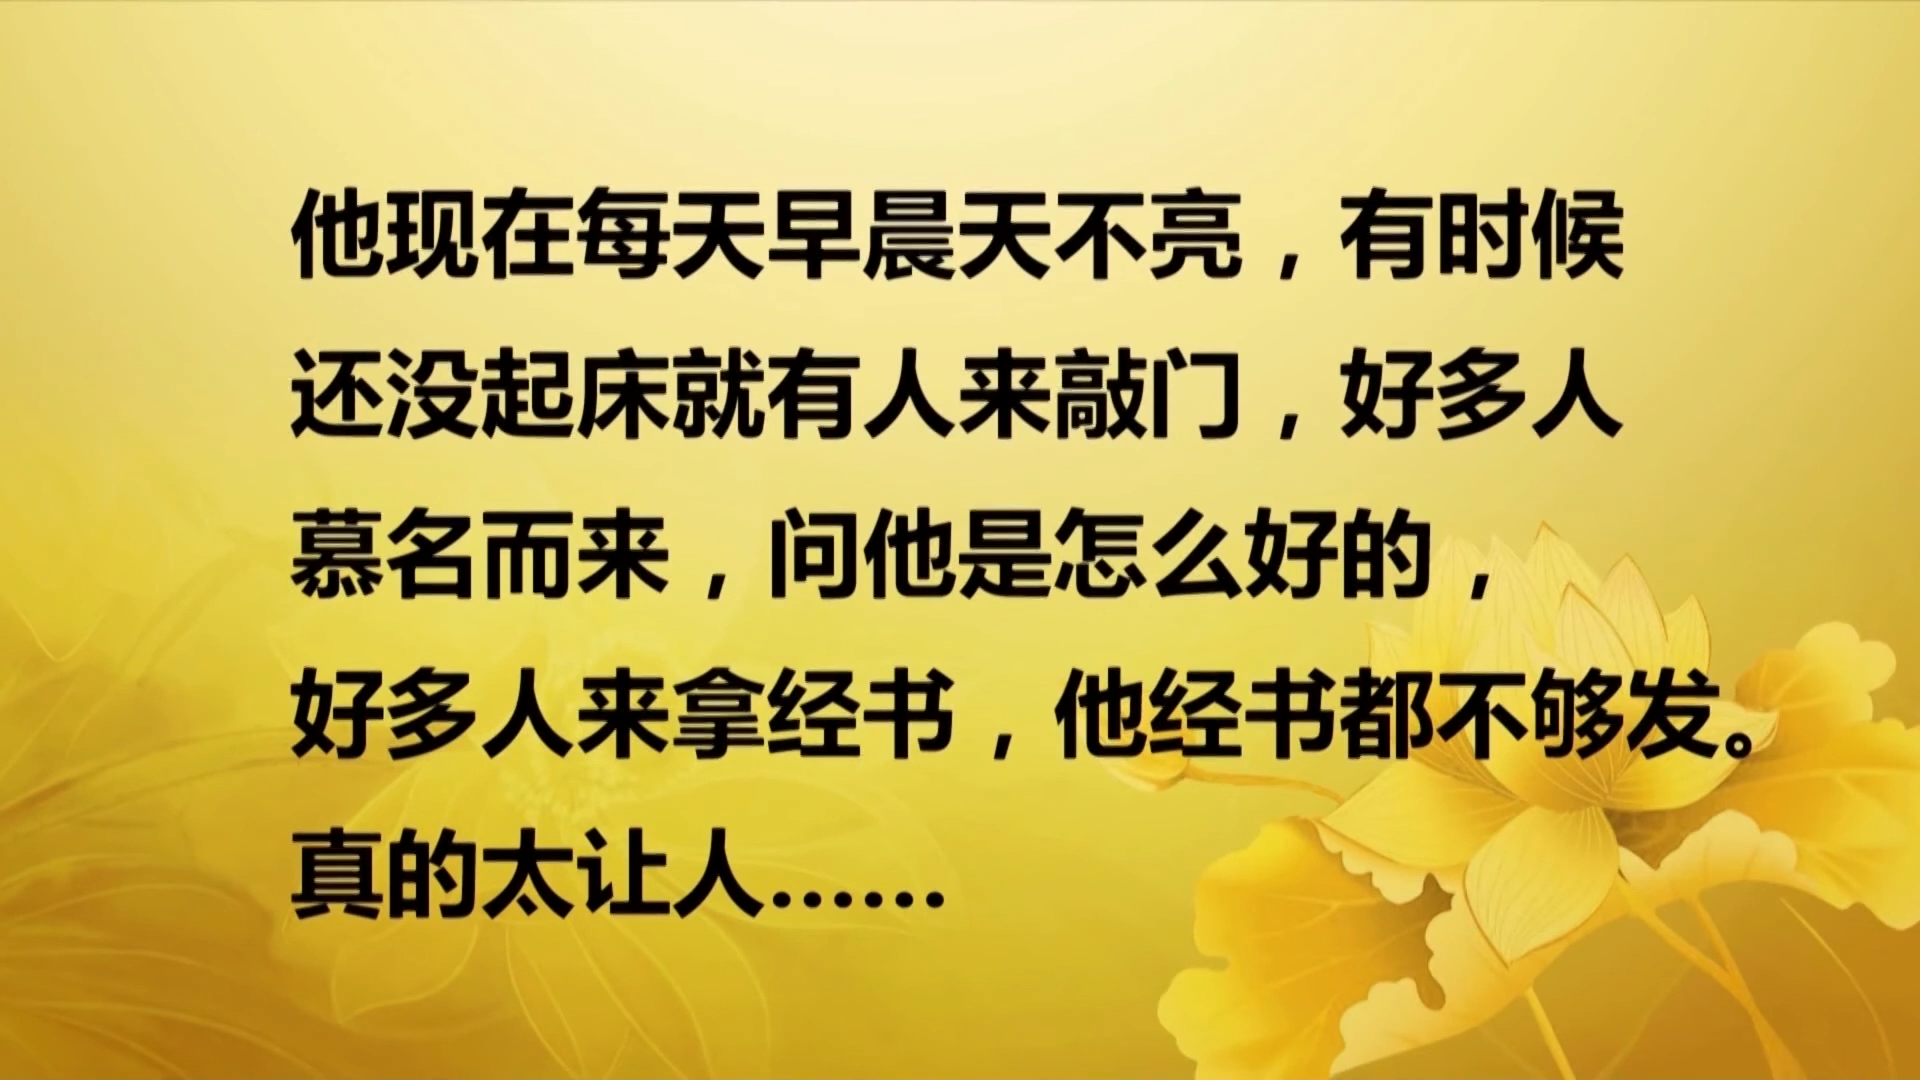 他现在每天早晨天不亮，有时候
还没起床就有人来敲门，好多人
慕名而来，问他是怎么好的，
好多人来拿经书，他经书都不够发。
真的太让人……